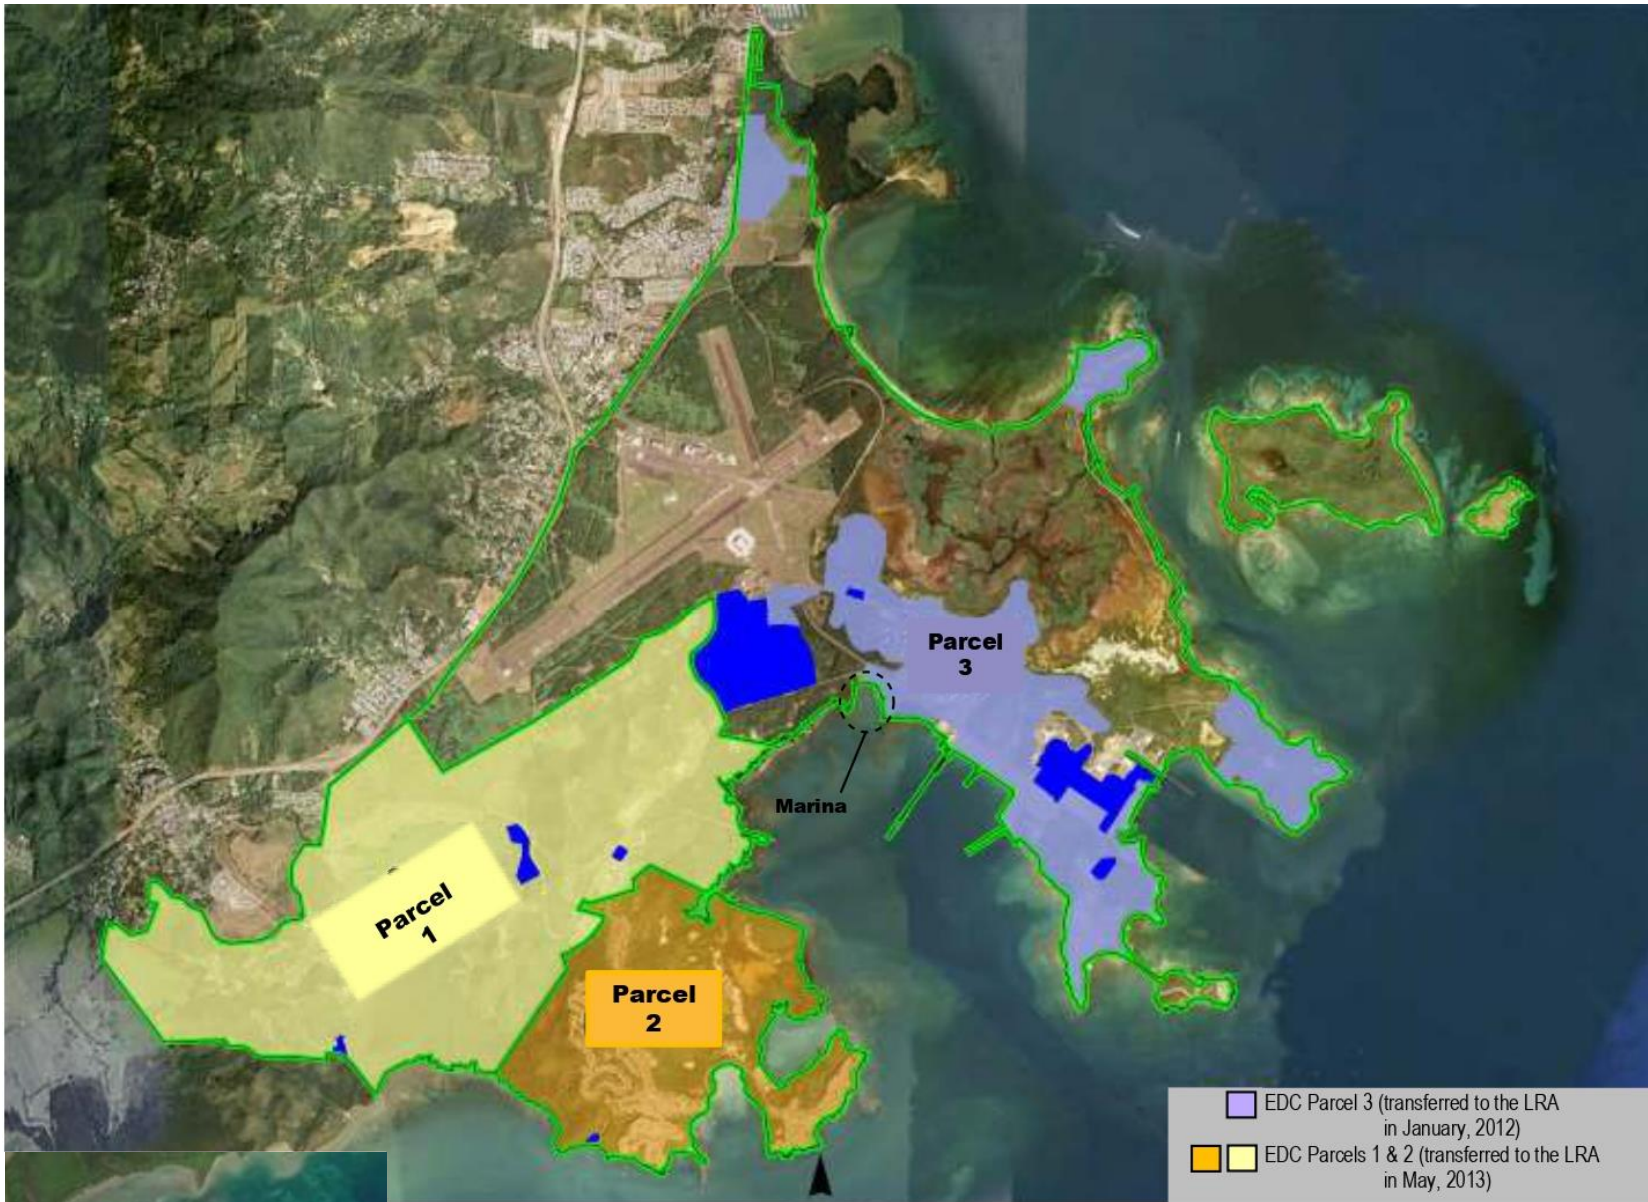 Parcel
3
Marina
Parcel
1
Parcel
2
EDC Parcel 3 (transferred to the LRA
in January, 2012)
EDC Parcels 1 & 2 (transferred to the LRA
in May, 2013)